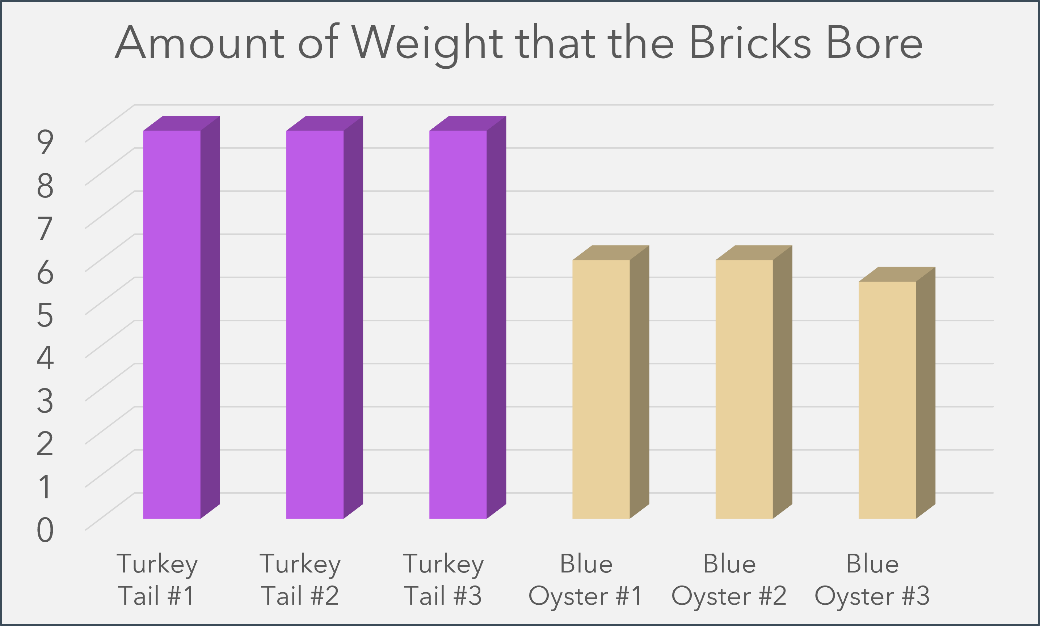 Amount of Weight that the Bricks Bore
9
8
7
6
5
4
3
2
1
0
Turkey Tail #1
Turkey Tail #2
Turkey Tail #3
Blue Oyster #1
Blue Oyster #2
Blue Oyster #3